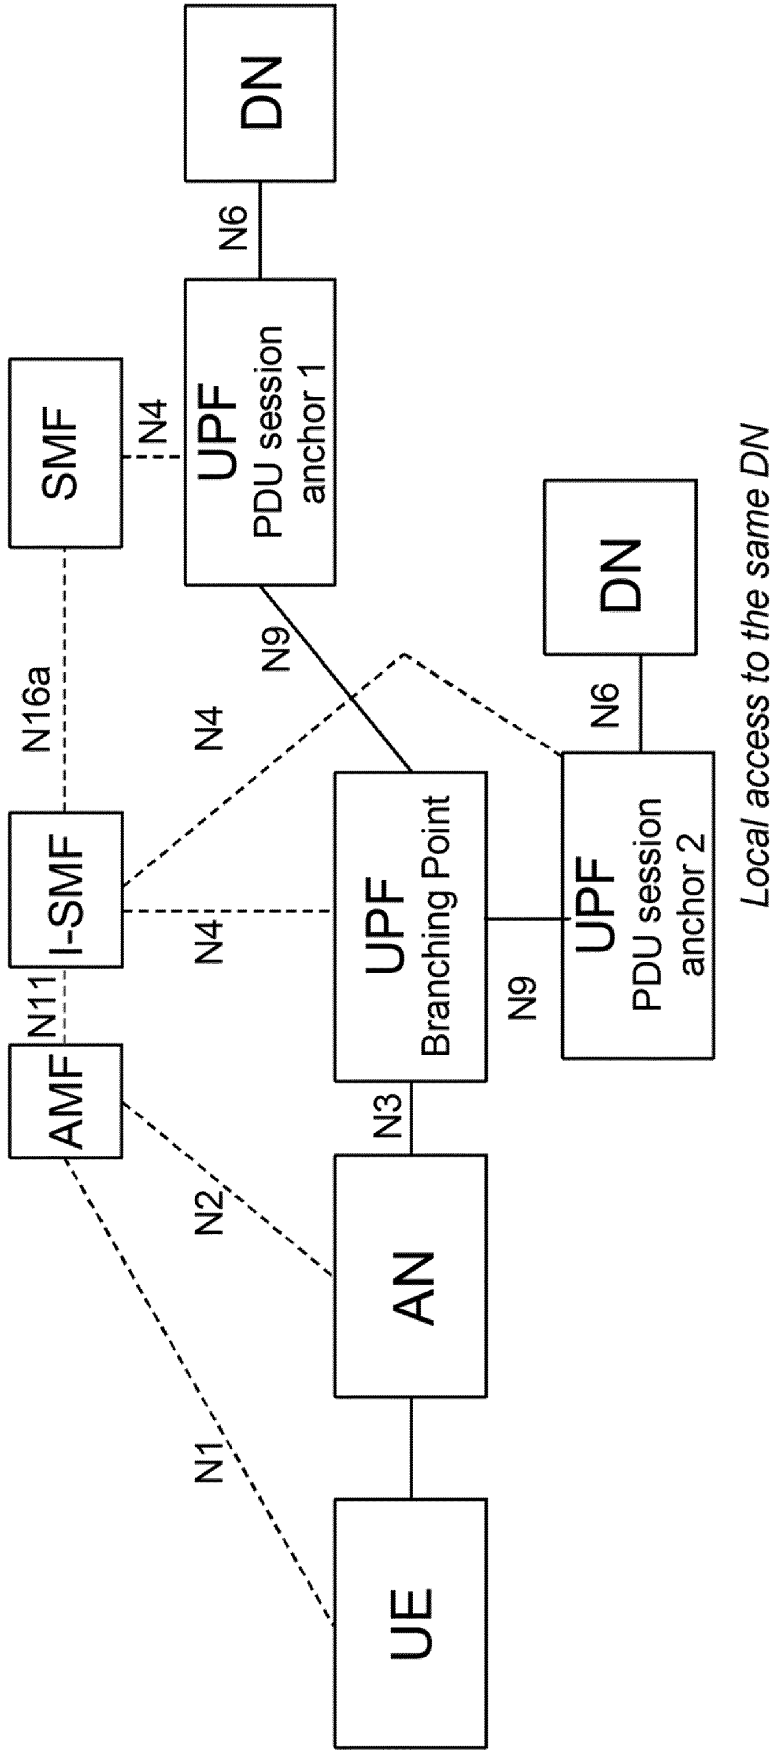 AMF
N11
I-SMF
N16a
SMF
N1
N2
N4
N4
N4
UE
AN
N3
UPF
Branching Point
N9
UPF
PDU session
anchor 1
N6
DN
N9
UPF
PDU session
anchor 2
N6
DN
Local access to the same DN